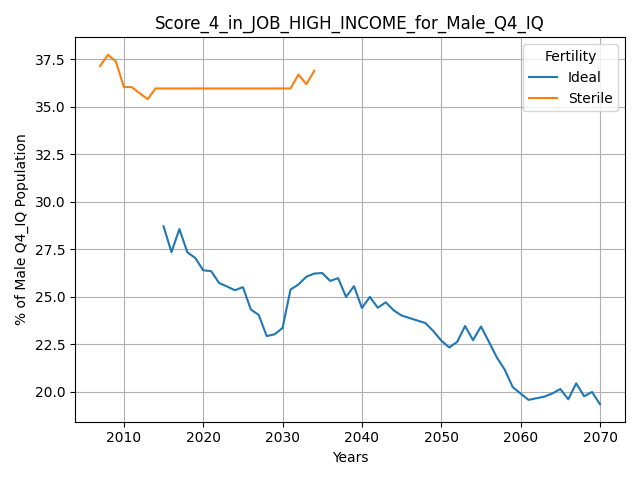 Score_4_in_JOB_HIGH_INCOME_for_Male_Q4_IQ
% of Male Q4_IQ Population
37.5
35.0
32.5
30.0
27.5
25.0
22.5
20.0
Fertility
Ideal
Sterile
2010 2020 2030 2040 2050 2060 2070
Years